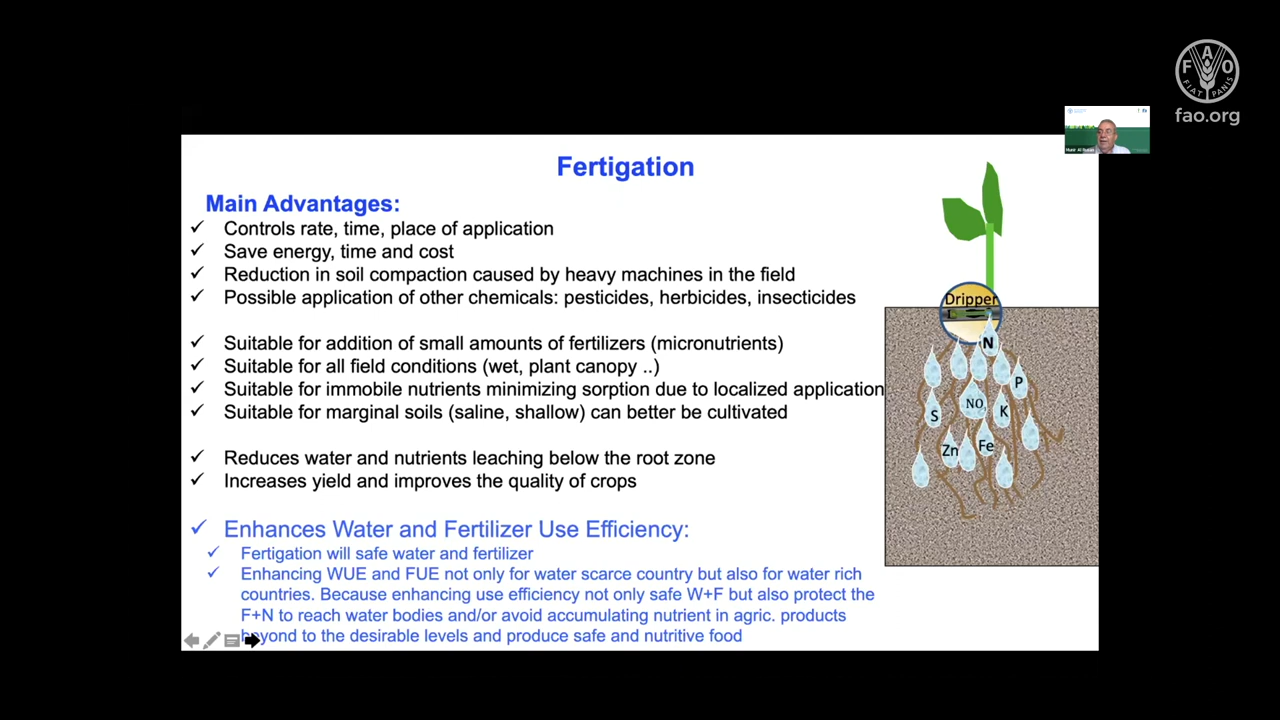 FAO
FIAT PANIS
fao.org
Fertigation
Main Advantages:
✓ Controls rate, time, place of application
✓ Save energy, time and cost
✓ Reduction in soil compaction caused by heavy machines in the field
✓ Possible application of other chemicals: pesticides, herbicides, insecticides
✓ Suitable for addition of small amounts of fertilizers (micronutrients)
✓ Suitable for all field conditions (wet, plant canopy ..)
✓ Suitable for immobile nutrients minimizing sorption due to localized application
✓ Suitable for marginal soils (saline, shallow) can better be cultivated
✓ Reduces water and nutrients leaching below the root zone
✓ Increases yield and improves the quality of crops
✓ Enhances Water and Fertilizer Use Efficiency:
✓ Fertigation will safe water and fertilizer
✓ Enhancing WUE and FUE not only for water scarce country but also for water rich
countries. Because enhancing use efficiency not only safe W+F but also protect the
F+N to reach water bodies and/or avoid accumulating nutrient in agric. products
beyond to the desirable levels and produce safe and nutritive food
Dripper
N
P
S
NO
K
Zn
Fe